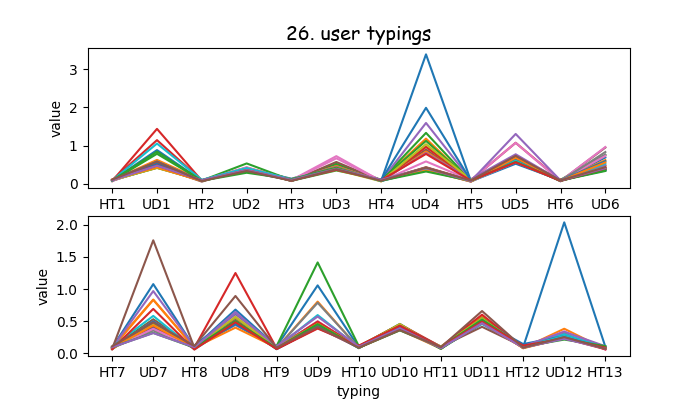 26. user typings
value
3
2
1
0
HT1 UD1 HT2 UD2 HT3 UD3 HT4 UD4 HT5 UD5 HT6 UD6
value
2.0
1.5
1.0
0.5
0.0
HT7 UD7 HT8 UD8 HT9 UD9 HT10 UD10 HT11 UD11 HT12 UD12 HT13
typing